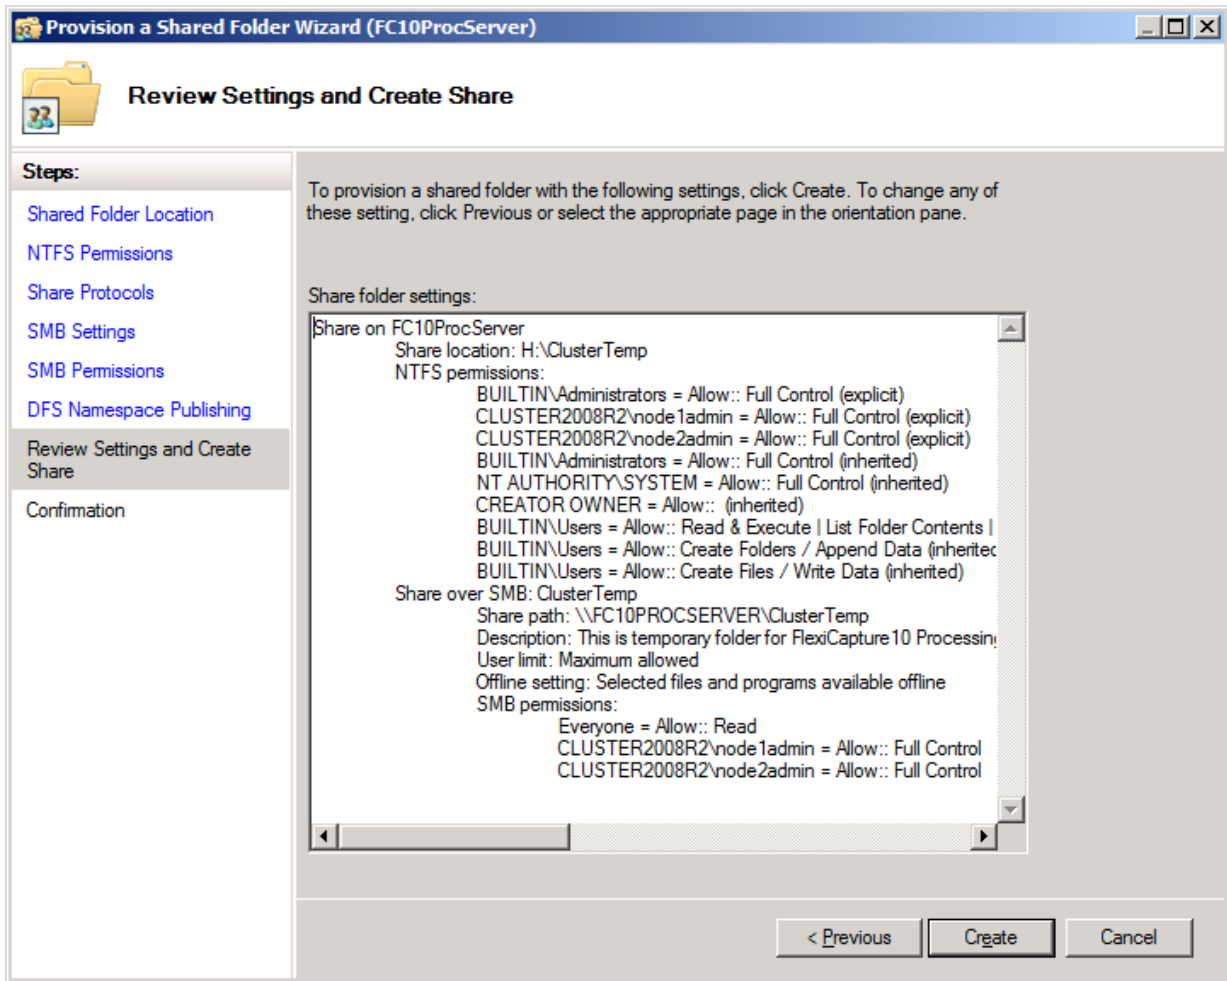 Provision a Shared Folder Wizard (FC10ProcServer)
Review Settings and Create Share
Steps:
Shared Folder Location
NTFS Permissions
Share Protocols
SMB Settings
SMB Permissions
DFS Namespace Publishing
Review Settings and Create
Share
Confirmation
To provision a shared folder with the following settings, click Create. To change any of
these setting, click Previous or select the appropriate page in the orientation pane.
Share folder settings:
Share on FC10ProcServer
Share location: H:\ClusterTemp
NTFS permissions:
BUILTIN\Administrators = Allow:: Full Control (explicit)
CLUSTER2008R2\node1admin = Allow:: Full Control (explicit)
CLUSTER2008R2\node2admin = Allow:: Full Control (explicit)
BUILTIN\Administrators = Allow:: Full Control (inherited)
NT AUTHORITY\SYSTEM = Allow:: Full Control (inherited)
CREATOR OWNER = Allow::  (inherited)
BUILTIN\Users = Allow:: Read & Execute | List Folder Contents |
BUILTIN\Users = Allow:: Create Folders / Append Data (inherited
BUILTIN\Users = Allow:: Create Files / Write Data (inherited)
Share over SMB: ClusterTemp
Share path: \\FC10PROCSERVER\ClusterTemp
Description: This is temporary folder for FlexiCapture10 Processin
User limit: Maximum allowed
Offline setting: Selected files and programs available offline
SMB permissions:
Everyone = Allow:: Read
CLUSTER2008R2\node1admin = Allow:: Full Control
CLUSTER2008R2\node2admin = Allow:: Full Control
< Previous
Create
Cancel